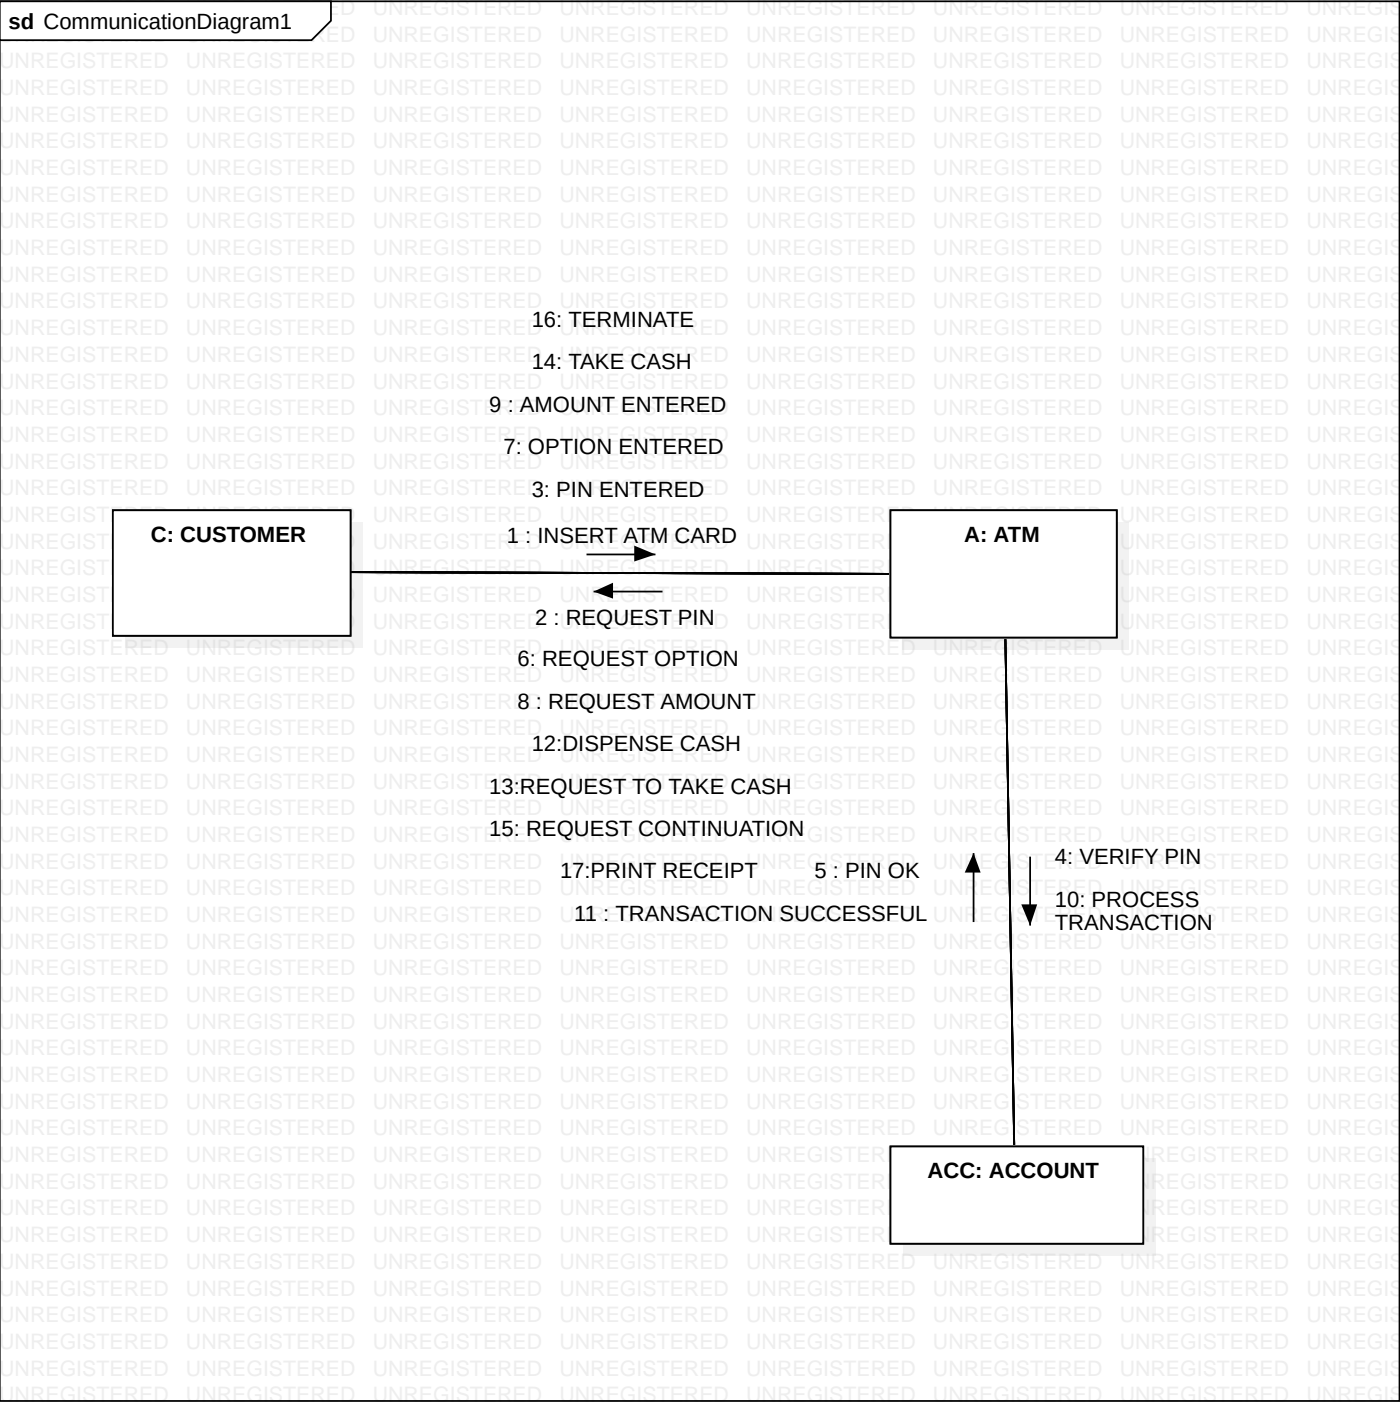 sd CommunicationDiagram1
16: TERMINATE
14: TAKE CASH
9 : AMOUNT ENTERED
7: OPTION ENTERED
3: PIN ENTERED
C: CUSTOMER
1 : INSERT ATM CARD
A: ATM
2 : REQUEST PIN
6: REQUEST OPTION
8 : REQUEST AMOUNT
12:DISPENSE CASH
13:REQUEST TO TAKE CASH
15: REQUEST CONTINUATION
17:PRINT RECEIPT
5 : PIN OK
11 : TRANSACTION SUCCESSFUL
4: VERIFY PIN
10: PROCESS
TRANSACTION
ACC: ACCOUNT
UNREGISTERED